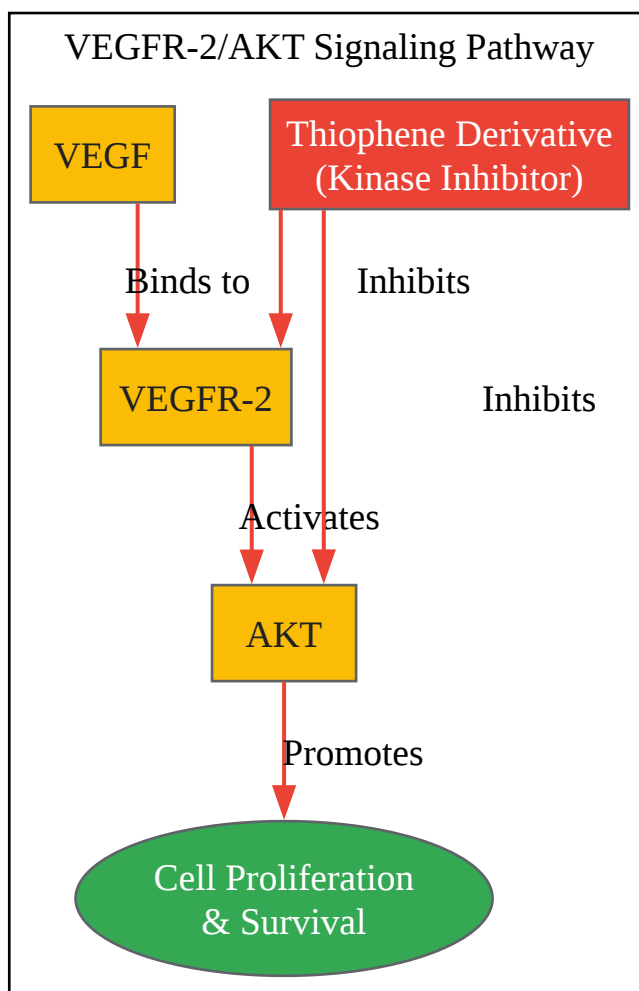 VEGFR-2/AKT Signaling Pathway
VEGF
Thiophene Derivative
(Kinase Inhibitor)
Binds to
Inhibits
VEGFR-2
Inhibits
Activates
AKT
Promotes
Cell Proliferation
& Survival